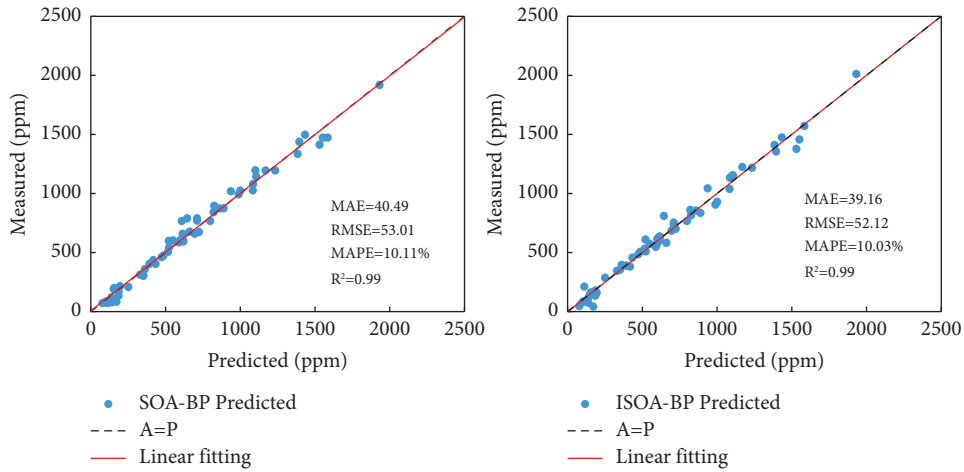 2500
2000
1500
1000
500
0
Measured (ppm)
MAE=40.49
RMSE=53.01
MAPE=10.11%
R²=0.99
0 500 1000 1500 2000 2500
Predicted (ppm)
SOA-BP Predicted
A=P
Linear fitting
2500
2000
1500
1000
500
0
Measured (ppm)
MAE=39.16
RMSE=52.12
MAPE=10.03%
R²=0.99
0 500 1000 1500 2000 2500
Predicted (ppm)
ISOA-BP Predicted
A=P
Linear fitting